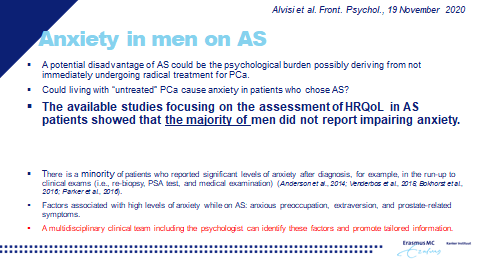 Alvisi et al. Front. Psychol., 19 November 2020
Anxiety in men on AS
▪ A potential disadvantage of AS could be the psychological burden possibly deriving from not
immediately undergoing radical treatment for PCa.
▪ Could living with “untreated” PCa cause anxiety in patients who chose AS?
▪ The available studies focusing on the assessment of HRQoL in AS
patients showed that the majority of men did not report impairing anxiety.
▪ There is a minority of patients who reported significant levels of anxiety after diagnosis, for example, in the run-up to
clinical exams (i.e., re-biopsy, PSA test, and medical examination) (Anderson et al., 2014; Venderbos et al., 2018; Bokhorst et al.,
2016; Parker et al., 2016).
▪ Factors associated with high levels of anxiety while on AS: anxious preoccupation, extraversion, and prostate-related
symptoms.
▪ A multidisciplinary clinical team including the psychologist can identify these factors and promote tailored information.
Erasmus MC
Erasmus